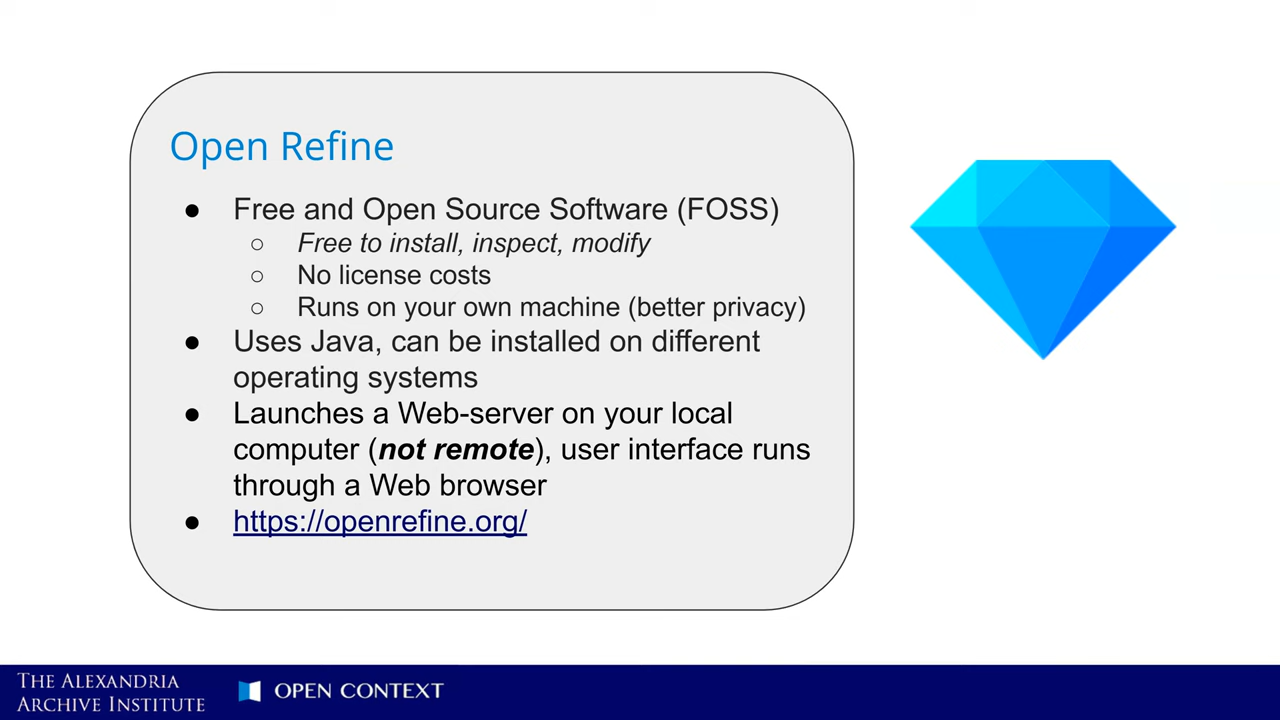 Open Refine
● Free and Open Source Software (FOSS)
○ Free to install, inspect, modify
○ No license costs
○ Runs on your own machine (better privacy)
● Uses Java, can be installed on different
operating systems
● Launches a Web-server on your local
computer (not remote), user interface runs
through a Web browser
● https://openrefine.org/
THE ALEXANDRIA
ARCHIVE INSTITUTE
OPEN CONTEXT